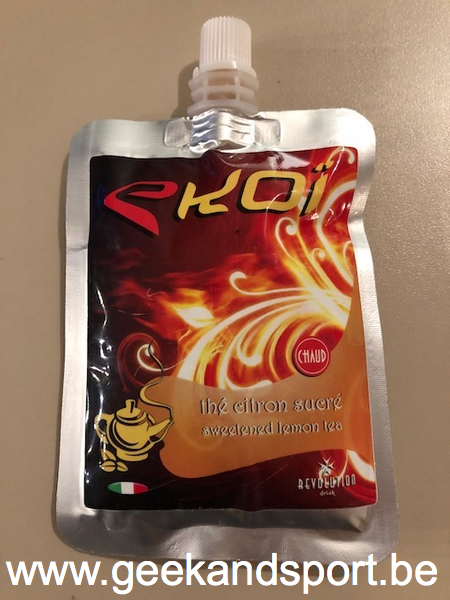 eKOï
CHAUD
thé citron sucré
sweetened lemon tea
REVOLUTION
drink
www.geekandsport.be